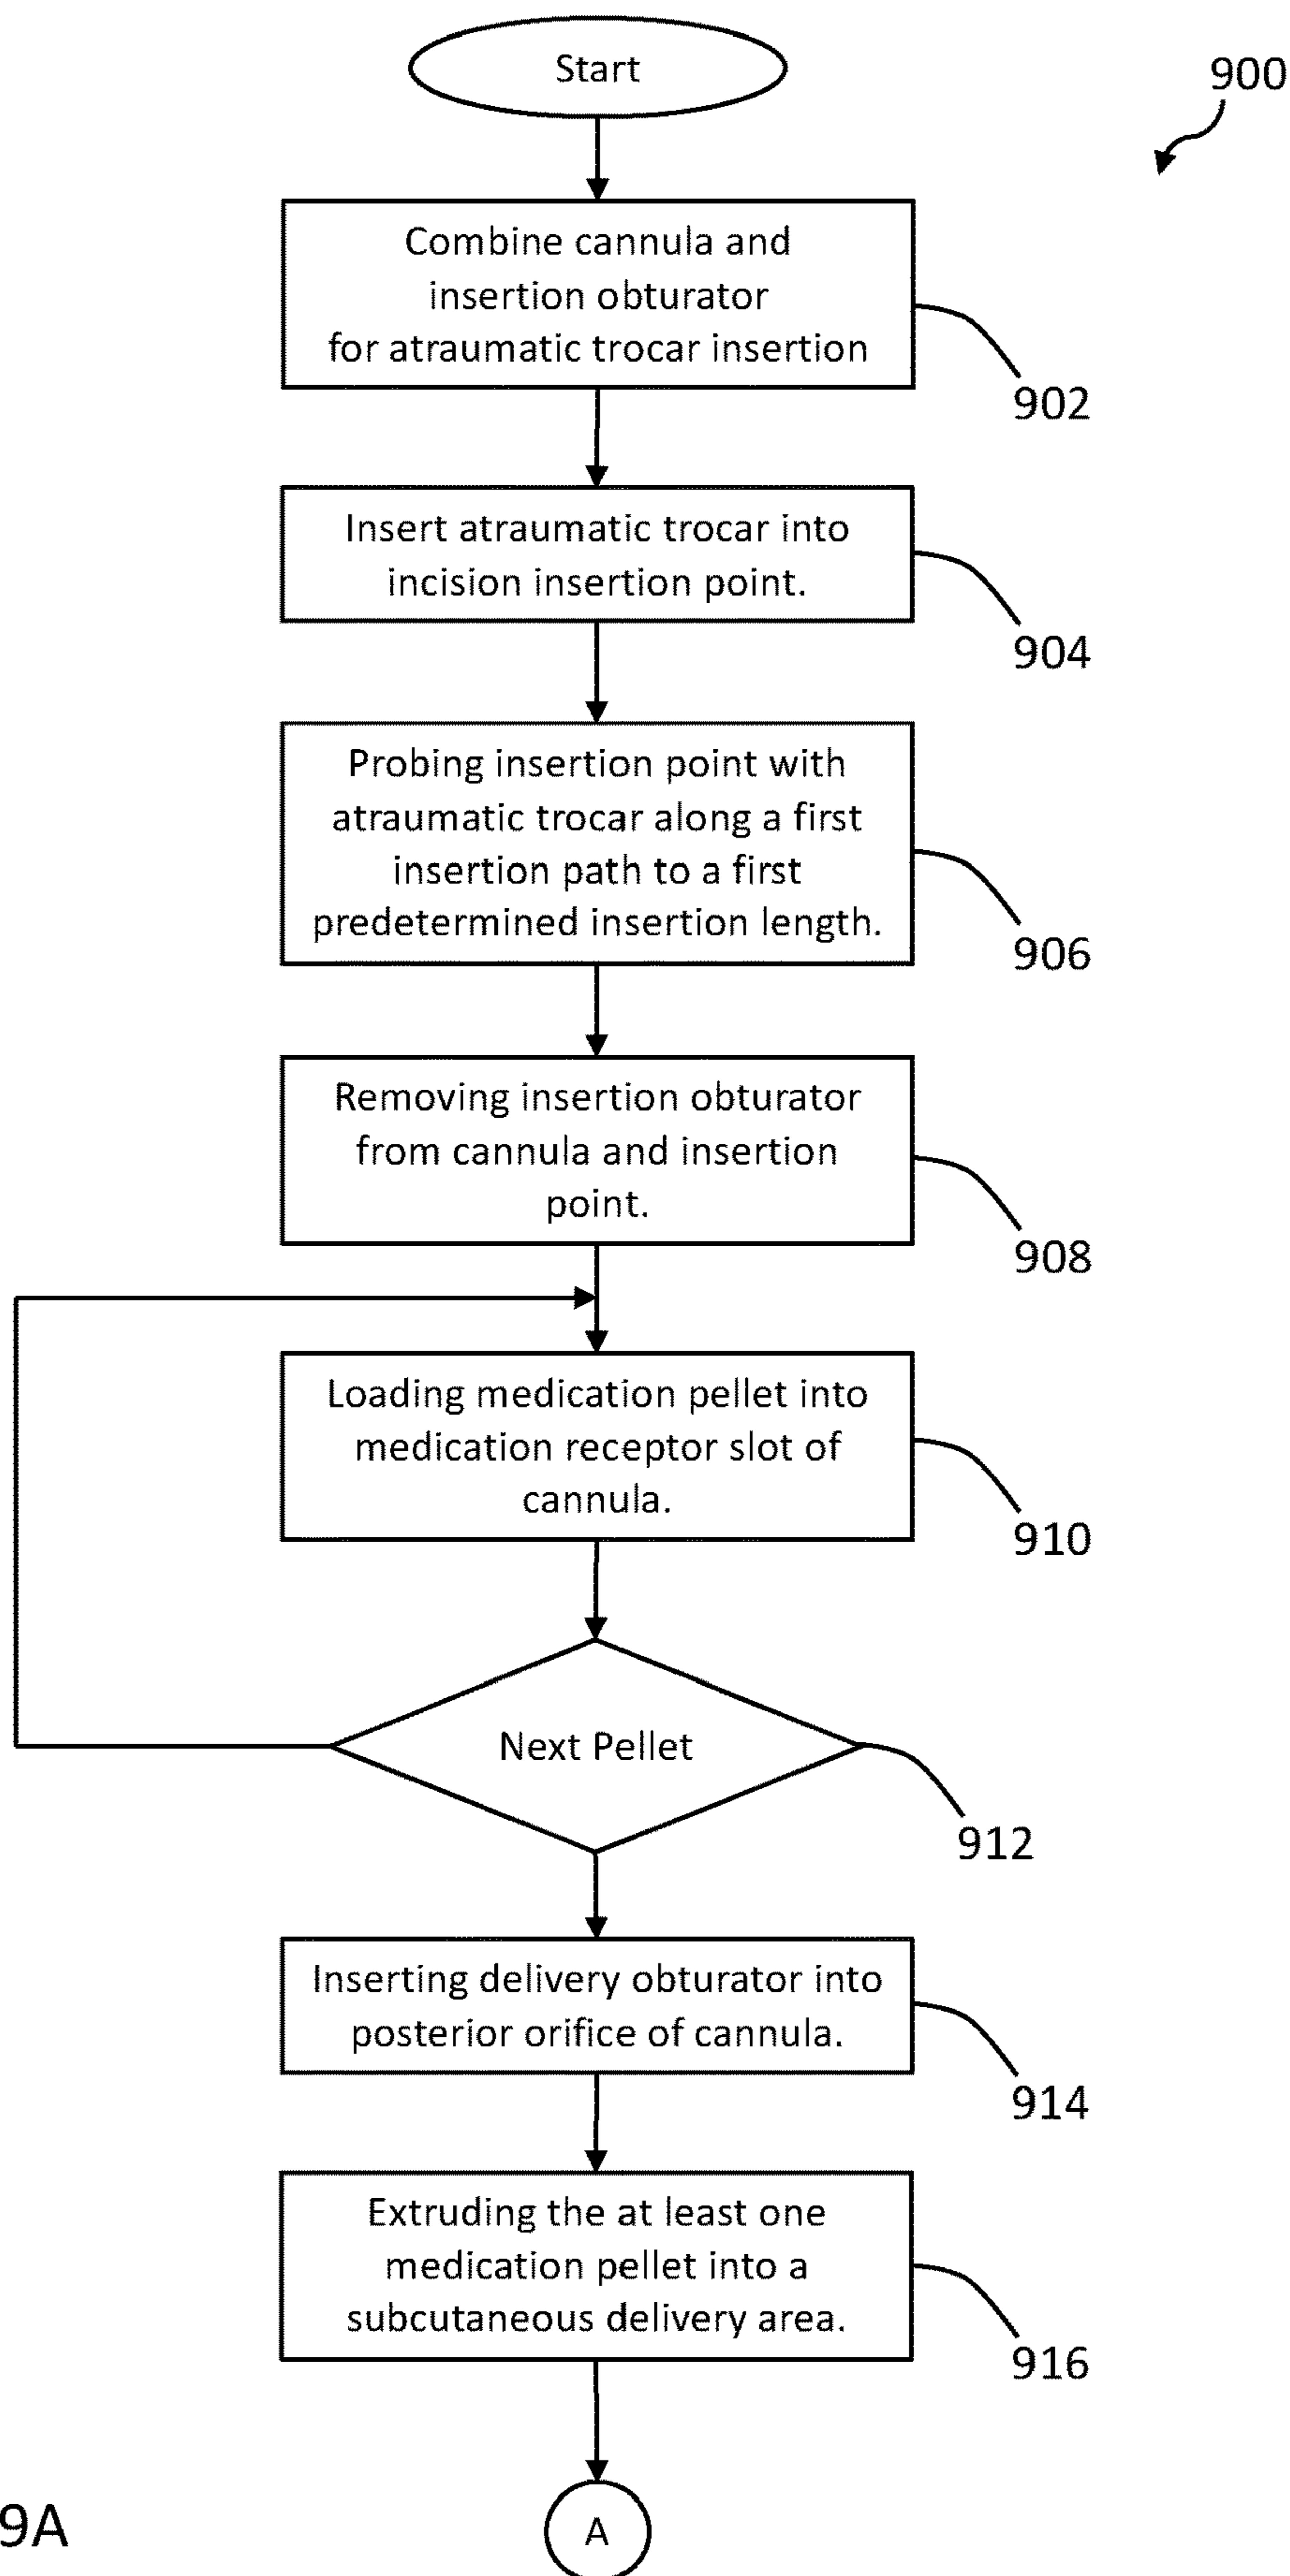 Start
900
Combine cannula and
insertion obturator
for atraumatic trocar insertion
902
Insert atraumatic trocar into
incision insertion point.
904
Probing insertion point with
atraumatic trocar along a first
insertion path to a first
predetermined insertion length.
906
Removing insertion obturator
from cannula and insertion
point.
908
Loading medication pellet into
medication receptor slot of
cannula.
910
Next Pellet
912
Inserting delivery obturator into
posterior orifice of cannula.
914
Extruding the at least one
medication pellet into a
subcutaneous delivery area.
916
9A
A